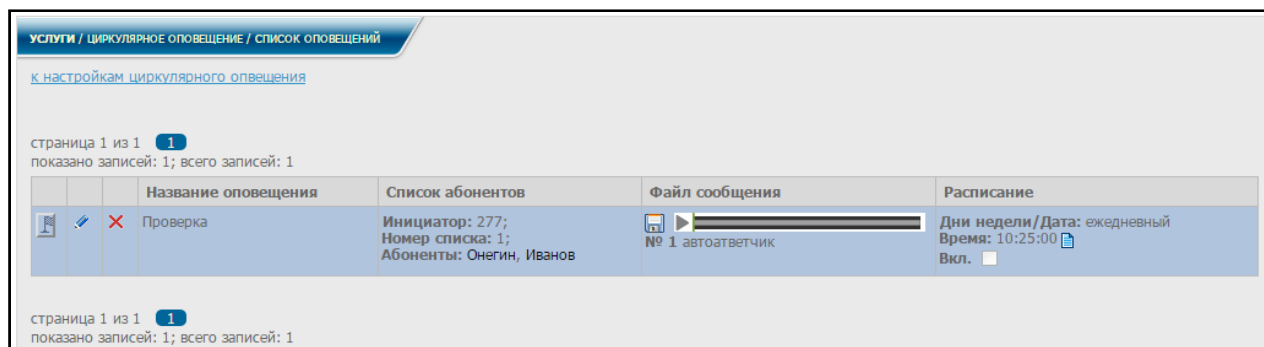 УСЛУГИ / ЦИРКУЛЯРНОЕ ОПОВЕЩЕНИЕ / СПИСОК ОПОВЕЩЕНИЙ
к настройкам циркулярного опвещения
страница 1 из 1 1
показано записей: 1; всего записей: 1
Название оповещения Список абонентов Файл сообщения Расписание
Проверка Инициатор: 277; Дни недели/Дата: ежедневный
Номер списка: 1; № 1 автоответчик Время: 10:25:00
Абоненты: Онегин, Иванов Вкл.
страница 1 из 1 1
показано записей: 1; всего записей: 1